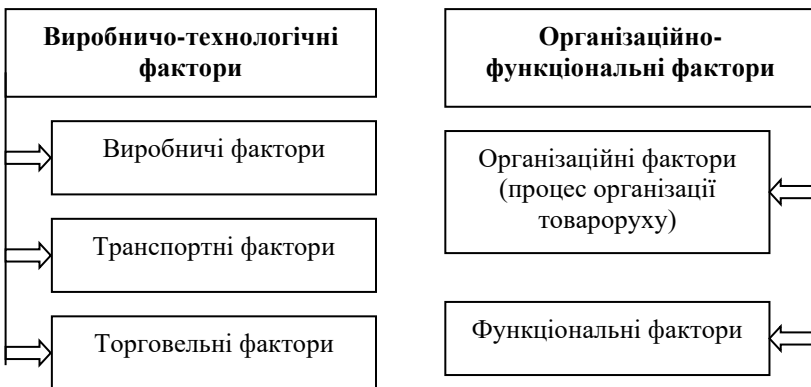 Виробничо-технологічні
фактори
Виробничі фактори
Транспортні фактори
Торговельні фактори
Організаційно-
функціональні фактори
Організаційні фактори
(процес організації
товароруху)
Функціональні фактори